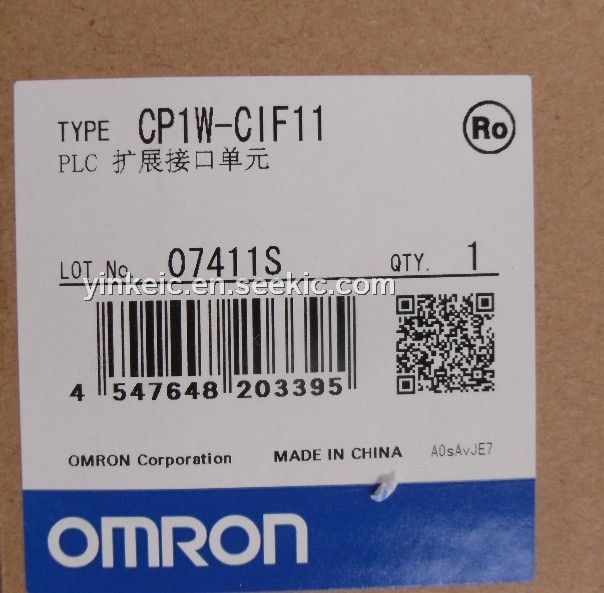 TYPE CP1W-CIF11 Ro
PLC 扩展接口单元
LOT No. 07411S QTY. 1
yinkeic.en.seekic.com
4 547648 203395
OMRON Corporation MADE IN CHINA A0sAvJE7
OMRON